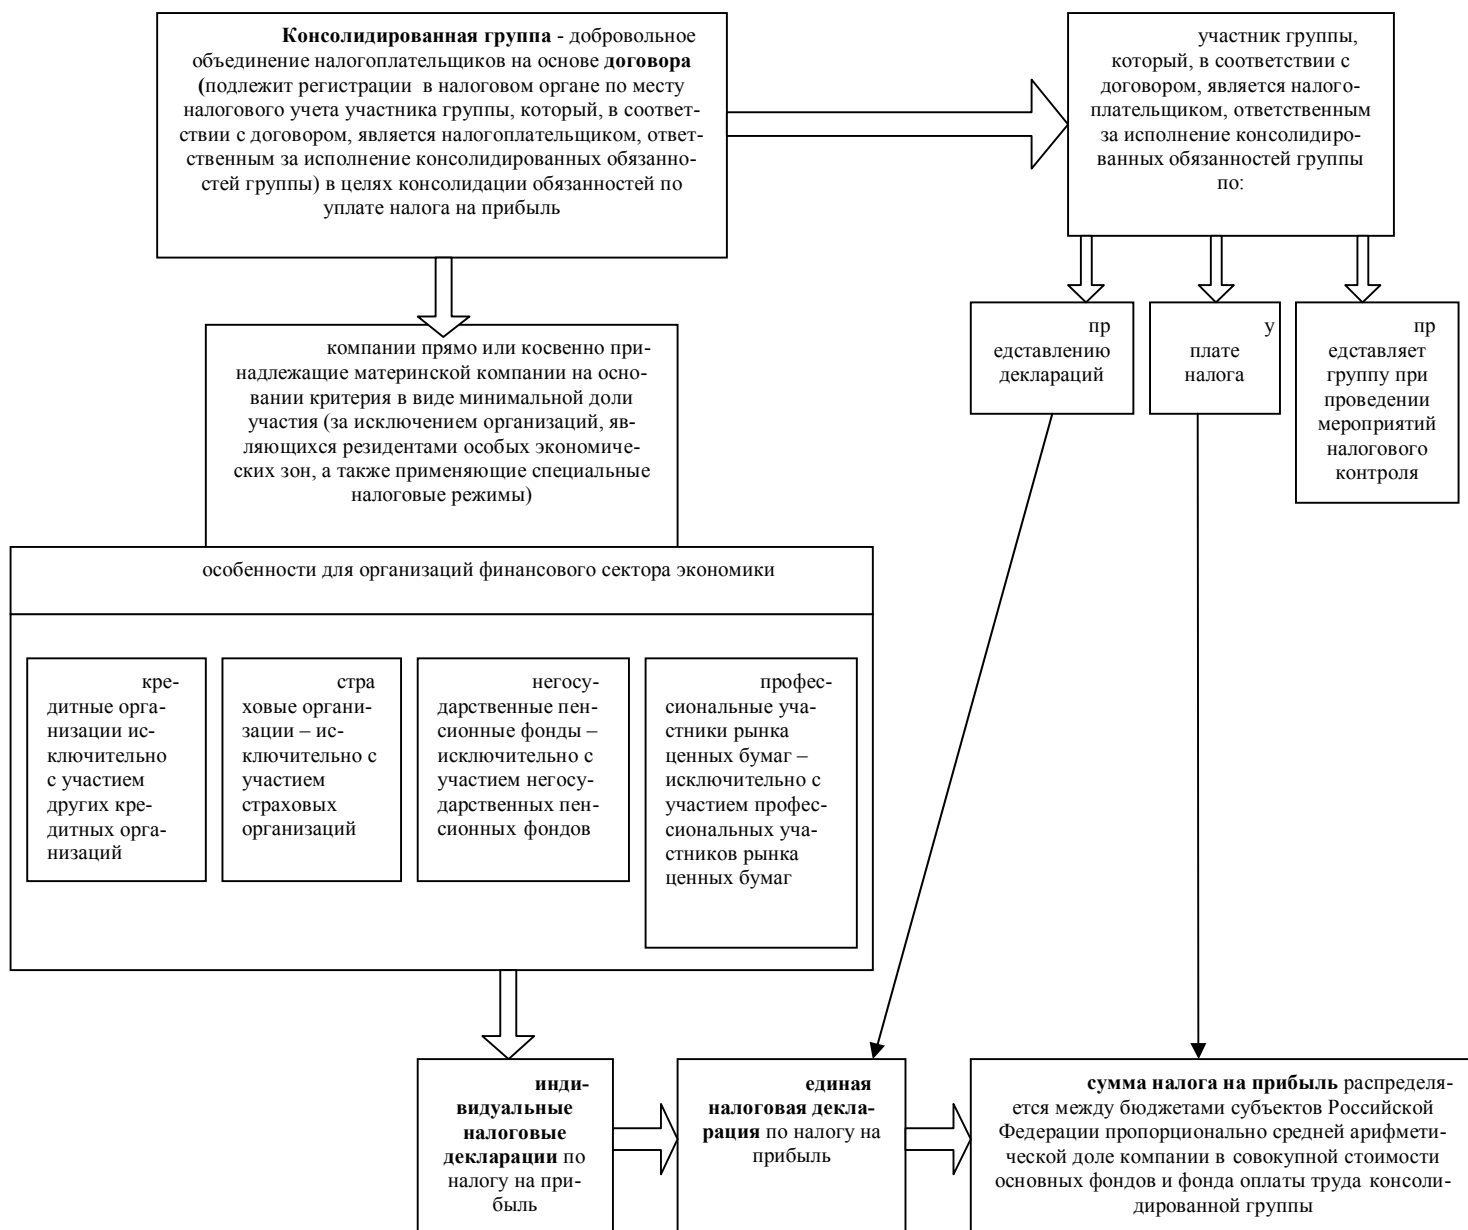 Консолидированная группа - добровольное
объединение налогоплательщиков на основе договора
(подлежит регистрации в налоговом органе по месту
налогового учета участника группы, который, в соответ-
ствии с договором, является налогоплательщиком, ответ-
ственным за исполнение консолидированных обязанно-
стей группы) в целях консолидации обязанностей по
уплате налога на прибыль
участник группы,
который, в соответствии с
договором, является налого-
плательщиком, ответственным
за исполнение консолидиро-
ванных обязанностей группы
по:
компании прямо или косвенно при-
надлежащие материнской компании на осно-
вании критерия в виде минимальной доли
участия (за исключением организаций, яв-
ляющихся резидентами особых экономиче-
ских зон, а также применяющие специальные
налоговые режимы)
пр
едставлению
деклараций
у
плате
налога
пр
едставляет
группу при
проведении
мероприятий
налогового
контроля
особенности для организаций финансового сектора экономики
кре-
дитные орга-
низации ис-
ключительно
с участием
других кре-
дитных орга-
низаций
стра
ховые органи-
зации – ис-
ключительно с
участием
страховых
организаций
негосу-
дарственные пен-
сионные фонды –
исключительно с
участием негосу-
дарственных пен-
сионных фондов
профес-
сиональные уча-
стники рынка
ценных бумаг –
исключительно с
участием профес-
сиональных уча-
стников рынка
ценных бумаг
инди-
видуальные
налоговые
декларации по
налогу на при-
быль
единая
налоговая декла-
рация по налогу на
прибыль
сумма налога на прибыль распределя-
ется между бюджетами субъектов Российской
Федерации пропорционально средней арифмети-
ческой доле компании в совокупной стоимости
основных фондов и фонда оплаты труда консоли-
дированной группы